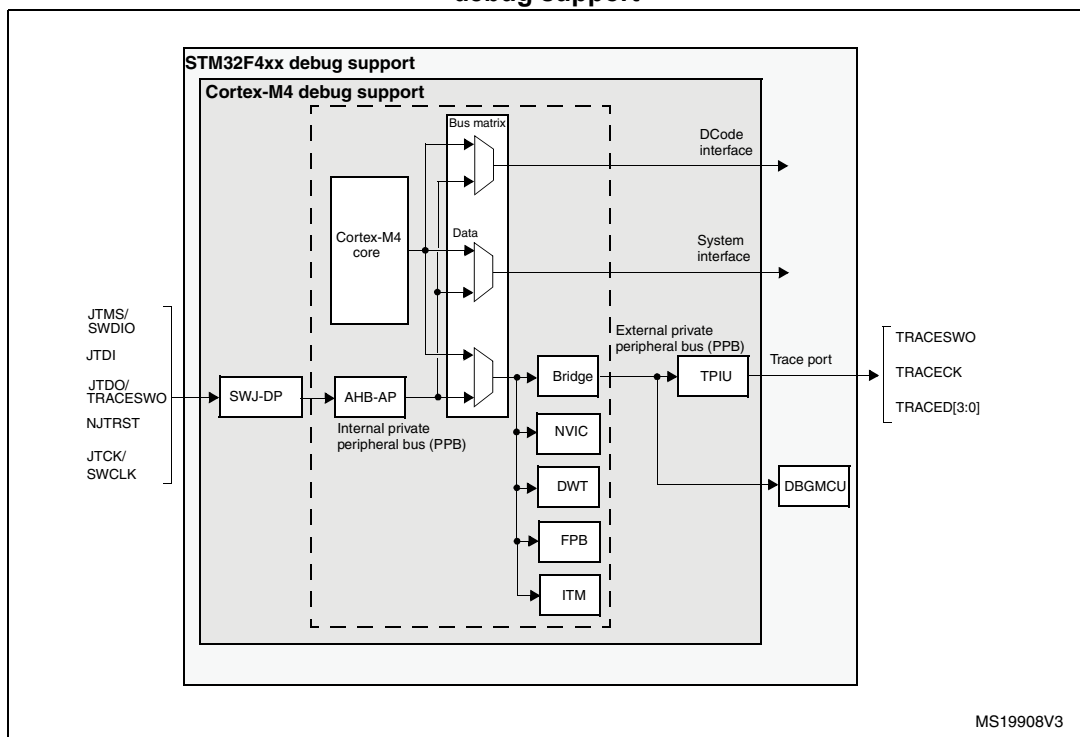 debug support
STM32F4xx debug support
Cortex-M4 debug support
Bus matrix
DCode
interface
Cortex-M4
core
Data
System
interface
JTMS/
SWDIO
JTDI
JTDO/
TRACESWO
NJTRST
JTCK/
SWCLK
SWJ-DP
AHB-AP
Internal private
peripheral bus (PPB)
External private
peripheral bus (PPB)
Bridge
TPIU
Trace port
TRACESWO
TRACECK
TRACED[3:0]
NVIC
DWT
DBGMCU
FPB
ITM
MS19908V3